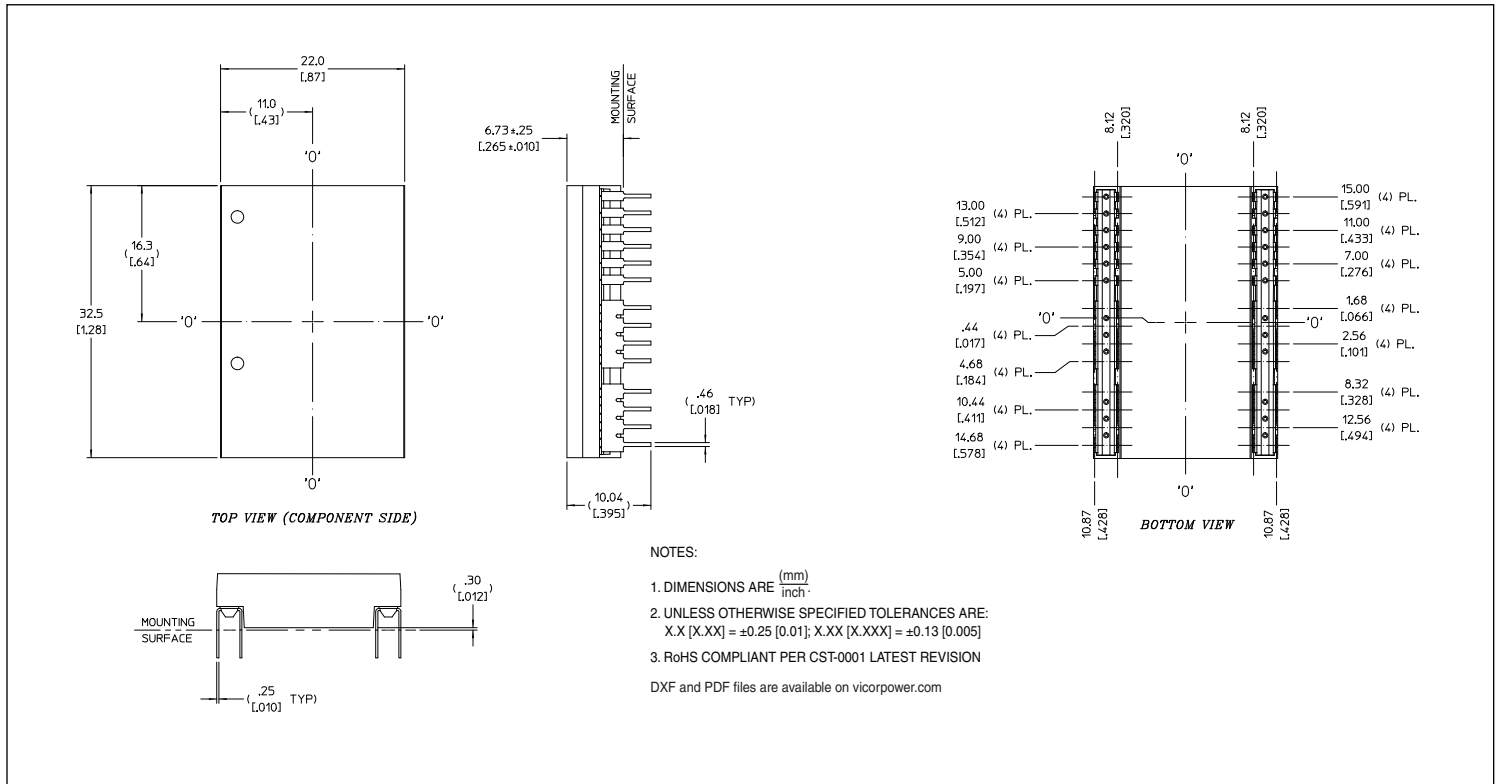 22.0
[.87]
( 11.0 )
[.43]
'0'
( 16.3 )
[.64]
32.5
[1.28]
'0'
'0'
'0'
TOP VIEW (COMPONENT SIDE)
MOUNTING
SURFACE
6.73±.25
[.265±.010]
( .46 TYP)
[.018]
( 10.04 )
[.395]
8.12
[.320]
8.12
[.320]
'0'
13.00
[.512] (4) PL.
9.00
[.354] (4) PL.
5.00
[.197] (4) PL.
'0'
.44
[.017] (4) PL.
4.68
[.184] (4) PL.
10.44
[.411] (4) PL.
14.68
[.578] (4) PL.
15.00
[.591] (4) PL.
11.00
[.433] (4) PL.
7.00
[.276] (4) PL.
1.68
[.066] (4) PL.
'0'
2.56
[.101] (4) PL.
8.32
[.328] (4) PL.
12.56
[.494] (4) PL.
'0'
10.87
[.428]
BOTTOM VIEW
10.87
[.428]
MOUNTING
SURFACE
( .30 )
[.012]
( .25 TYP)
[.010]
NOTES:
1. DIMENSIONS ARE (mm)
inch.
2. UNLESS OTHERWISE SPECIFIED TOLERANCES ARE:
X.X [X.XX] = ±0.25 [0.01]; X.XX [X.XXX] = ±0.13 [0.005]
3. RoHS COMPLIANT PER CST-0001 LATEST REVISION
DXF and PDF files are available on vicorpower.com